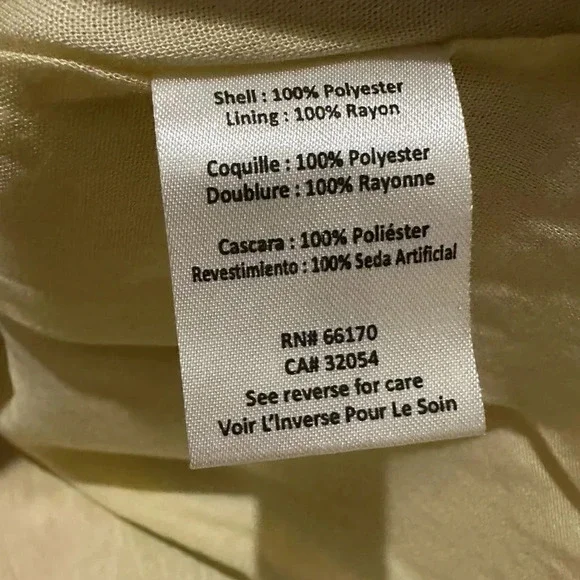 Shell : 100% Polyester
Lining : 100% Rayon
Coquille : 100% Polyester
Doublure : 100% Rayonne
Cascara : 100% Poliéster
Revestimiento : 100% Seda Artificial
RN# 66170
CA# 32054
See reverse for care
Voir L'Inverse Pour Le Soin